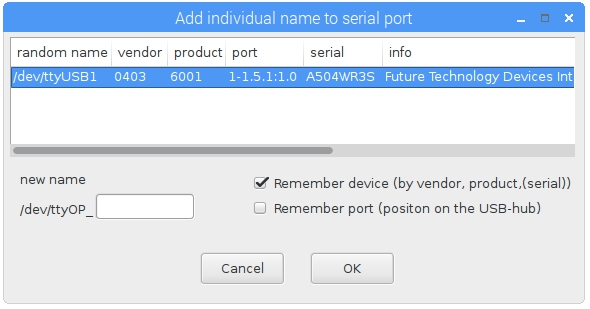 Add individual name to serial port
random name vendor product port serial info
/dev/ttyUSB1 0403 6001 1-1.5.1:1.0 A504WR3S Future Technology Devices Int
new name
Remember device (by vendor, product,(serial))
/dev/ttyOP_
Remember port (positon on the USB-hub)
Cancel OK